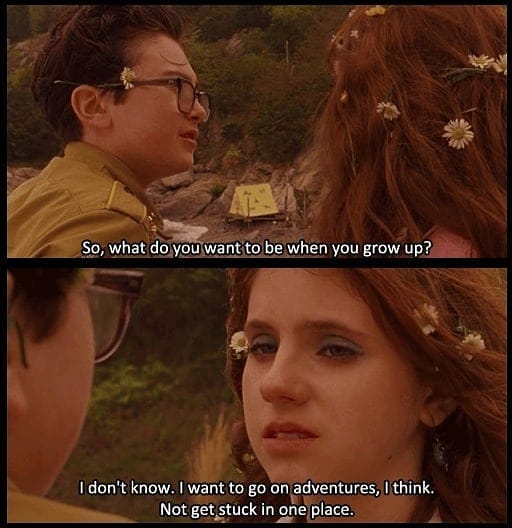 So, what do you want to be when you grow up?
I don't know. I want to go on adventures, I think.
Not get stuck in one place.